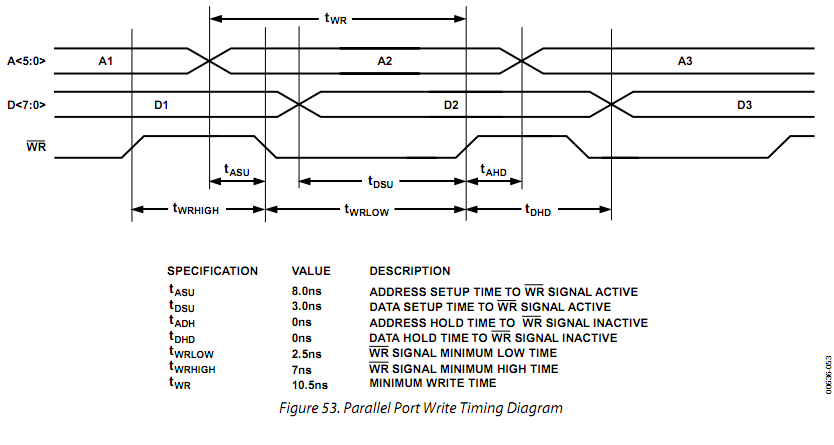 tWR
A<5:0> A1 A2 A3
D<7:0> D1 D2 D3
WR
tASU tDSU tAHD
tWRHIGH tWRLOW tDHD
SPECIFICATION VALUE DESCRIPTION
tASU 8.0ns ADDRESS SETUP TIME TO WR SIGNAL ACTIVE
tDSU 3.0ns DATA SETUP TIME TO WR SIGNAL ACTIVE
tADH 0ns ADDRESS HOLD TIME TO WR SIGNAL INACTIVE
tDHD 0ns DATA HOLD TIME TO WR SIGNAL INACTIVE
tWRLOW 2.5ns WR SIGNAL MINIMUM LOW TIME
tWRHIGH 7ns WR SIGNAL MINIMUM HIGH TIME
tWR 10.5ns MINIMUM WRITE TIME
00636-053
Figure 53. Parallel Port Write Timing Diagram